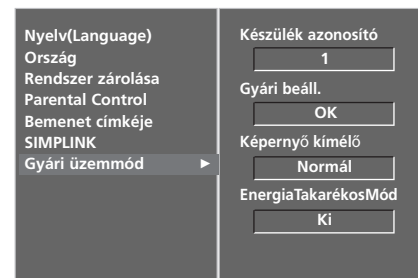 Nyelv(Language)
Ország
Rendszer zárolása
Parental Control
Bemenet címkéje
SIMPLINK
Gyári üzemmód ►
Készülék azonosító
1
Gyári beáll.
OK
Képernyő kímélő
Normál
EnergiaTakarékosMód
Ki